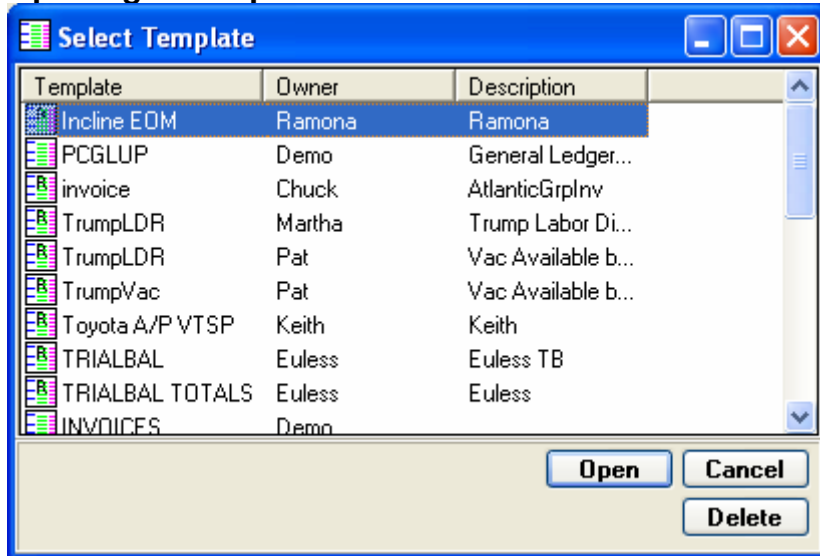 Select Template
Template Owner Description
Incline EOM Ramona Ramona
PCGLUP Demo General Ledger...
invoice Chuck AtlanticGrpInv
TrumpLDR Martha Trump Labor Di...
TrumpLDR Pat Vac Available b...
TrumpVac Pat Vac Available b...
Toyota A/P VTSP Keith Keith
TRIALBAL Euless Euless TB
TRIALBAL TOTALS Euless Euless
INVOICES Demo
Open Cancel
Delete